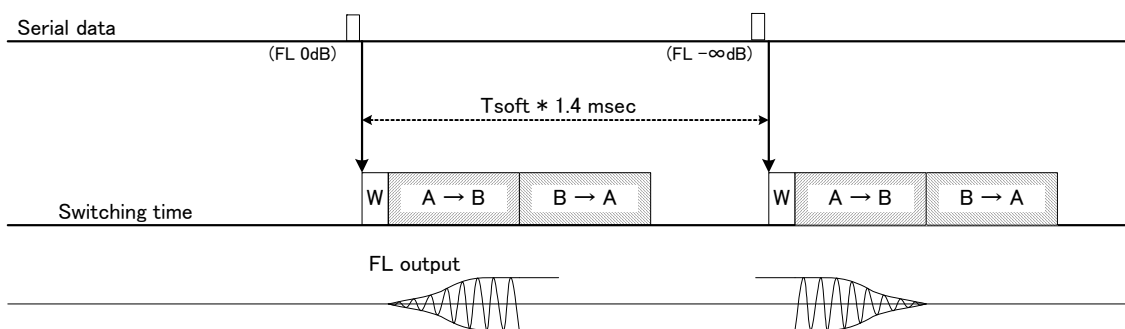 Serial data
(FL 0dB)
(FL -∞dB)
Tsoft * 1.4 msec
W
A → B
B → A
W
A → B
B → A
Switching time
FL output